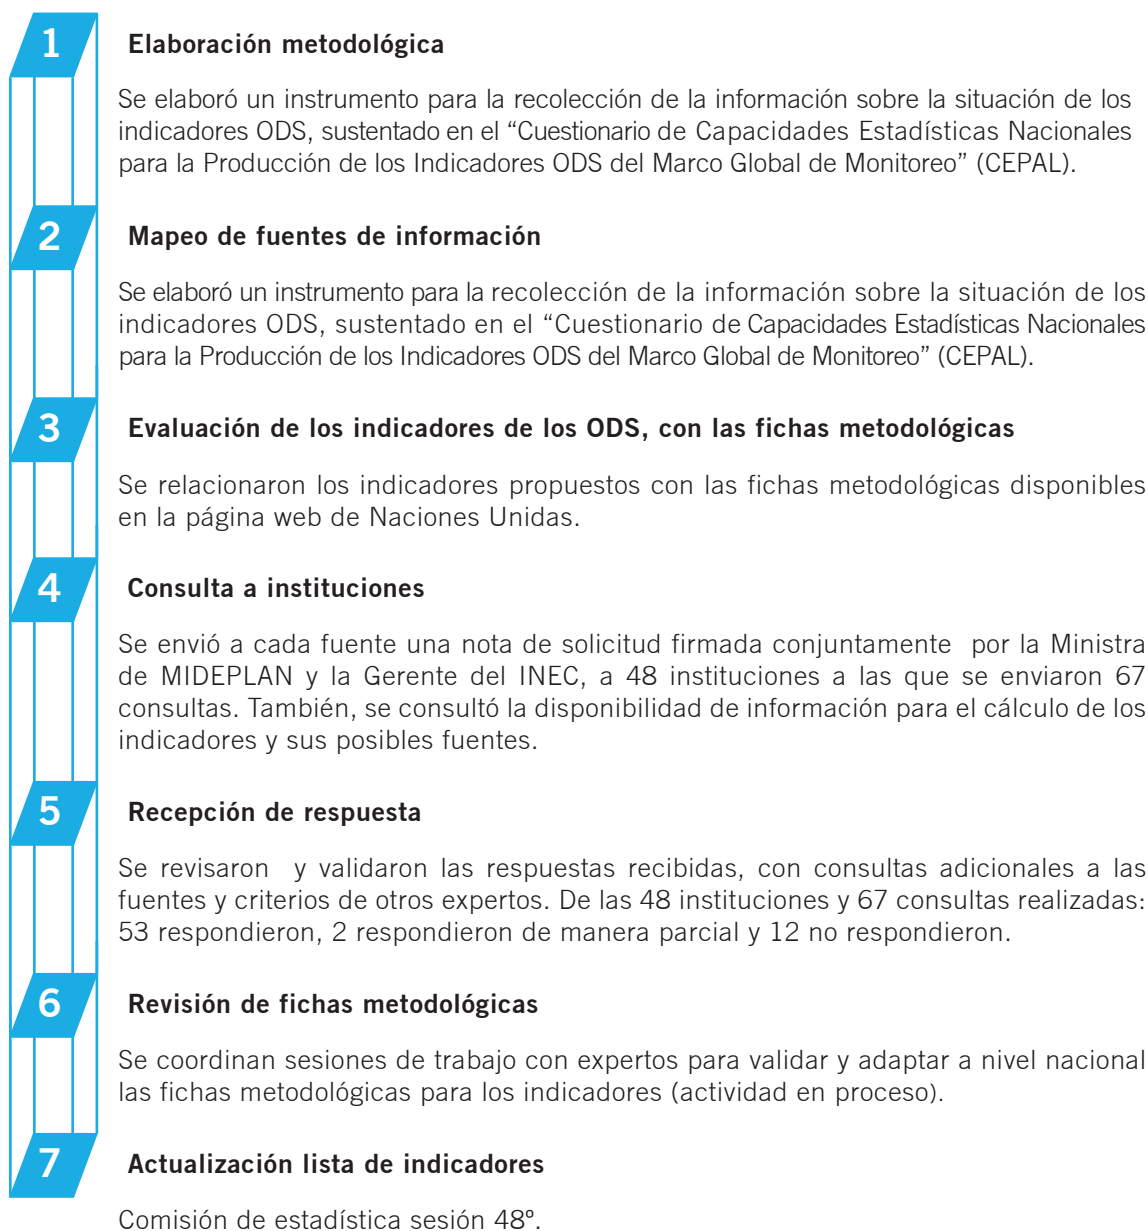 1 Elaboración metodológica
Se elaboró un instrumento para la recolección de la información sobre la situación de los
indicadores ODS, sustentado en el “Cuestionario de Capacidades Estadísticas Nacionales
para la Producción de los Indicadores ODS del Marco Global de Monitoreo” (CEPAL).
2 Mapeo de fuentes de información
Se elaboró un instrumento para la recolección de la información sobre la situación de los
indicadores ODS, sustentado en el “Cuestionario de Capacidades Estadísticas Nacionales
para la Producción de los Indicadores ODS del Marco Global de Monitoreo” (CEPAL).
3 Evaluación de los indicadores de los ODS, con las fichas metodológicas
Se relacionaron los indicadores propuestos con las fichas metodológicas disponibles
en la página web de Naciones Unidas.
4 Consulta a instituciones
Se envió a cada fuente una nota de solicitud firmada conjuntamente por la Ministra
de MIDEPLAN y la Gerente del INEC, a 48 instituciones a las que se enviaron 67
consultas. También, se consultó la disponibilidad de información para el cálculo de los
indicadores y sus posibles fuentes.
5 Recepción de respuesta
Se revisaron y validaron las respuestas recibidas, con consultas adicionales a las
fuentes y criterios de otros expertos. De las 48 instituciones y 67 consultas realizadas:
53 respondieron, 2 respondieron de manera parcial y 12 no respondieron.
6 Revisión de fichas metodológicas
Se coordinan sesiones de trabajo con expertos para validar y adaptar a nivel nacional
las fichas metodológicas para los indicadores (actividad en proceso).
7 Actualización lista de indicadores
Comisión de estadística sesión 48º.